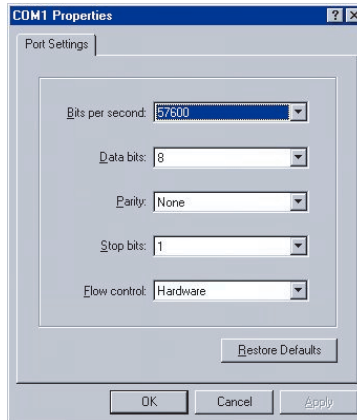 COM1 Properties
Port Settings
Bits per second: 57600
Data bits: 8
Parity: None
Stop bits: 1
Flow control: Hardware
Restore Defaults
OK Cancel Apply